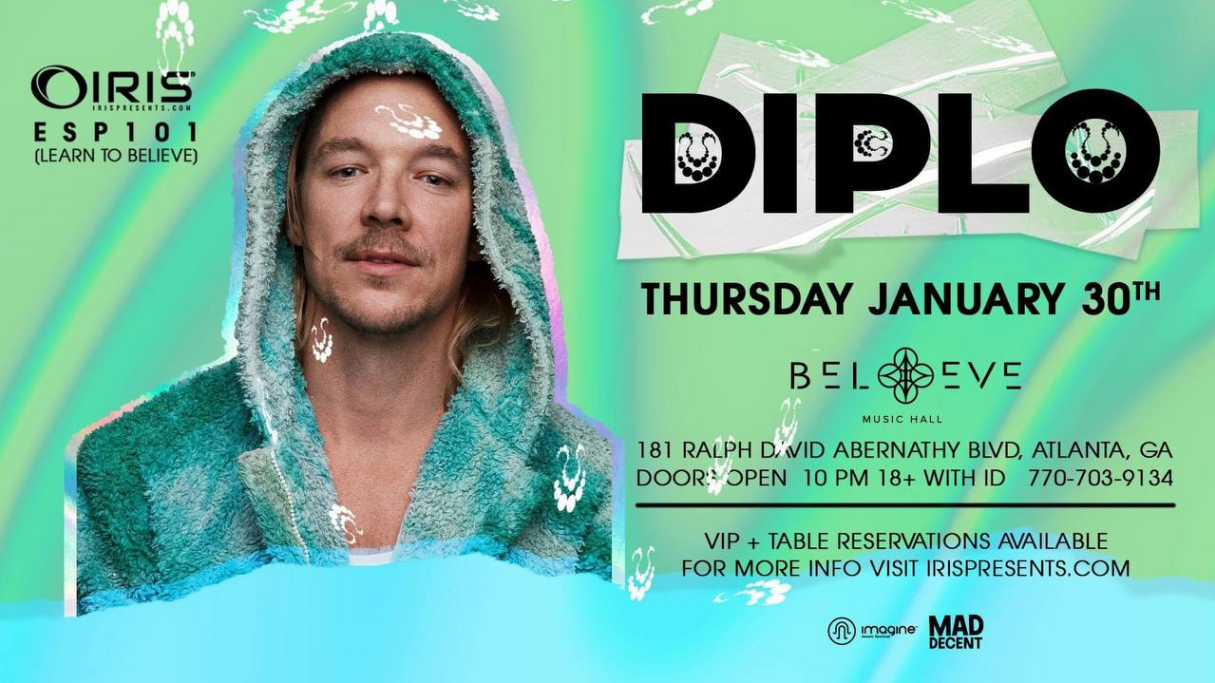 IRIS
IRISPRESENTS.COM
ESP101
(LEARN TO BELIEVE)
DIPLO
THURSDAY JANUARY 30TH
BELIEVE
MUSIC HALL
181 RALPH DAVID ABERNATHY BLVD, ATLANTA, GA
DOORS OPEN 10 PM 18+ WITH ID 770-703-9134
VIP + TABLE RESERVATIONS AVAILABLE
FOR MORE INFO VISIT IRISPRESENTS.COM
imagine
music festival
MAD
DECENT